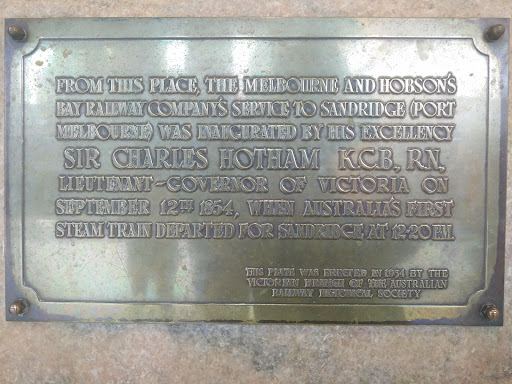 FROM THIS PLACE, THE MELBOURNE AND HOBSON'S
BAY RAILWAY COMPANY'S SERVICE TO SANDRIDGE (PORT
MELBOURNE) WAS INAUGURATED BY HIS EXCELLENCY
SIR CHARLES HOTHAM K.C.B., R.N.,
LIEUTENANT-GOVERNOR OF VICTORIA ON
SEPTEMBER 12TH 1854, WHEN AUSTRALIA'S FIRST
STEAM TRAIN DEPARTED FOR SANDRIDGE AT 12·20 P.M.
THIS PLATE WAS ERECTED IN 1954 BY THE
VICTORIAN BRANCH OF THE AUSTRALIAN
RAILWAY HISTORICAL SOCIETY